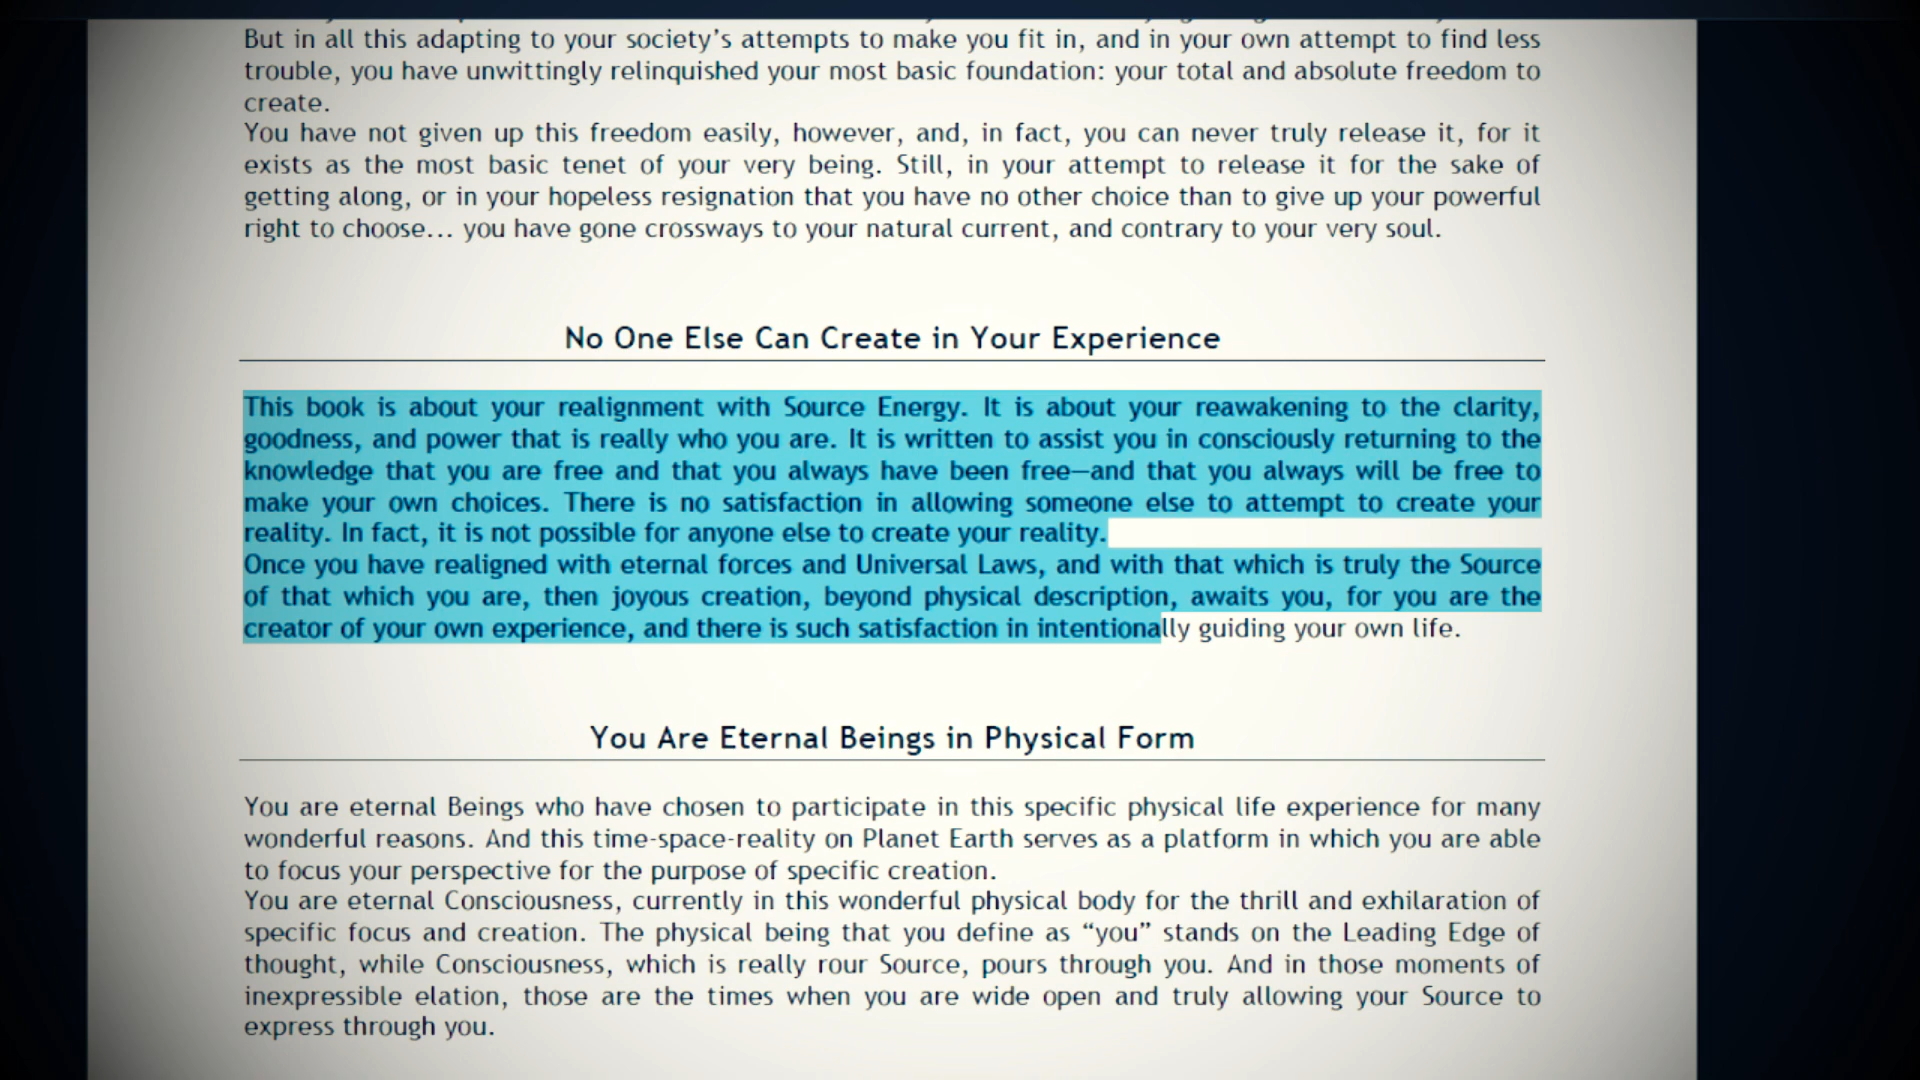 But in all this adapting to your society’s attempts to make you fit in, and in your own attempt to find less
trouble, you have unwittingly relinquished your most basic foundation: your total and absolute freedom to
create.
You have not given up this freedom easily, however, and, in fact, you can never truly release it, for it
exists as the most basic tenet of your very being. Still, in your attempt to release it for the sake of
getting along, or in your hopeless resignation that you have no other choice than to give up your powerful
right to choose... you have gone crossways to your natural current, and contrary to your very soul.
No One Else Can Create in Your Experience
This book is about your realignment with Source Energy. It is about your reawakening to the clarity,
goodness, and power that is really who you are. It is written to assist you in consciously returning to the
knowledge that you are free and that you always have been free—and that you always will be free to
make your own choices. There is no satisfaction in allowing someone else to attempt to create your
reality. In fact, it is not possible for anyone else to create your reality.
Once you have realigned with eternal forces and Universal Laws, and with that which is truly the Source
of that which you are, then joyous creation, beyond physical description, awaits you, for you are the
creator of your own experience, and there is such satisfaction in intentionally guiding your own life.
You Are Eternal Beings in Physical Form
You are eternal Beings who have chosen to participate in this specific physical life experience for many
wonderful reasons. And this time-space-reality on Planet Earth serves as a platform in which you are able
to focus your perspective for the purpose of specific creation.
You are eternal Consciousness, currently in this wonderful physical body for the thrill and exhilaration of
specific focus and creation. The physical being that you define as “you” stands on the Leading Edge of
thought, while Consciousness, which is really rour Source, pours through you. And in those moments of
inexpressible elation, those are the times when you are wide open and truly allowing your Source to
express through you.